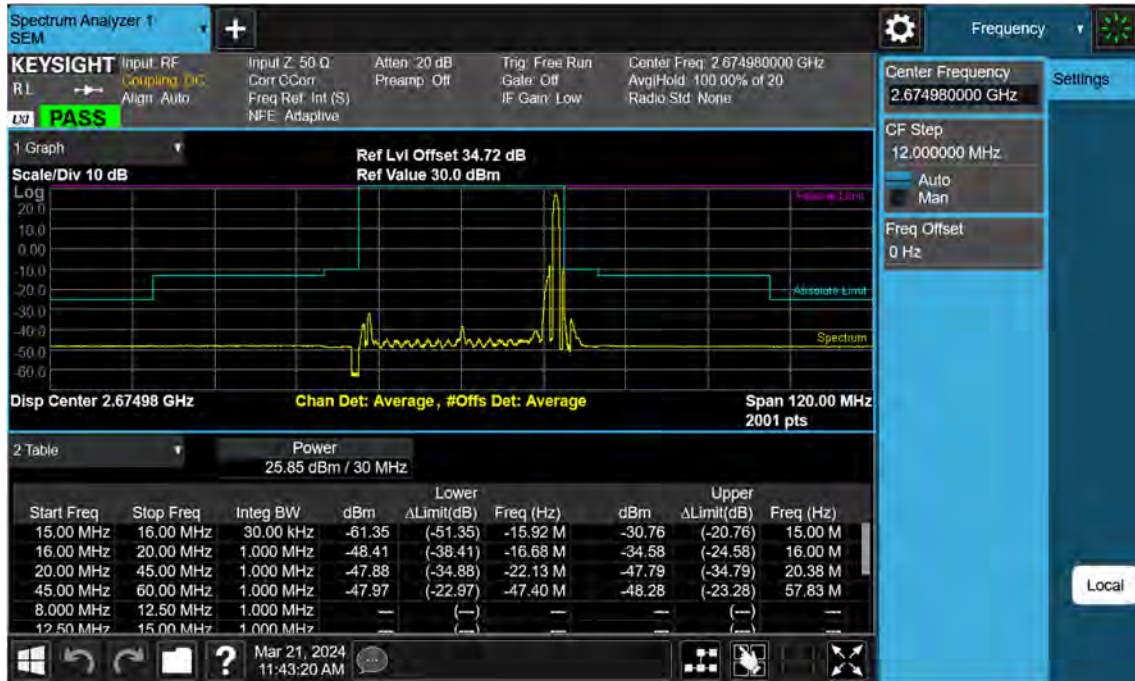 Spectrum Analyzer 1
SEM
Frequency
KEYSIGHT
RL
LXI PASS
Input: RF
Coupling: DC
Align: Auto
Input Z: 50 Ω
Corr CCorr
Freq Ref: Int (S)
NFE: Adaptive
Atten: 20 dB
Preamp: Off
Trig: Free Run
Gate: Off
IF Gain: Low
Center Freq: 2.674980000 GHz
Avg|Hold: 100.00% of 20
Radio Std: None
Center Frequency
2.674980000 GHz
Settings
CF Step
12.000000 MHz
Auto
Man
Freq Offset
0 Hz
Local
1 Graph
Scale/Div 10 dB
Ref Lvl Offset 34.72 dB
Ref Value 30.0 dBm
Log
20.0
10.0
0.00
-10.0
-20.0
-30.0
-40.0
-50.0
-60.0
Relative Limit
Absolute Limit
Spectrum
Disp Center 2.67498 GHz
Chan Det: Average, #Offs Det: Average
Span 120.00 MHz
2001 pts
2 Table
Power
25.85 dBm / 30 MHz
Lower Upper
Start Freq Stop Freq Integ BW dBm ΔLimit(dB) Freq (Hz) dBm ΔLimit(dB) Freq (Hz)
15.00 MHz 16.00 MHz 30.00 kHz -61.35 (-51.35) -15.92 M -30.76 (-20.76) 15.00 M
16.00 MHz 20.00 MHz 1.000 MHz -48.41 (-38.41) -16.68 M -34.58 (-24.58) 16.00 M
20.00 MHz 45.00 MHz 1.000 MHz -47.88 (-34.88) -22.13 M -47.79 (-34.79) 20.38 M
45.00 MHz 60.00 MHz 1.000 MHz -47.97 (-22.97) -47.40 M -48.28 (-23.28) 57.83 M
8.000 MHz 12.50 MHz 1.000 MHz --- (---) --- --- (---) ---
12.50 MHz 15.00 MHz 1.000 MHz --- (---) --- --- (---) ---
Mar 21, 2024
11:43:20 AM